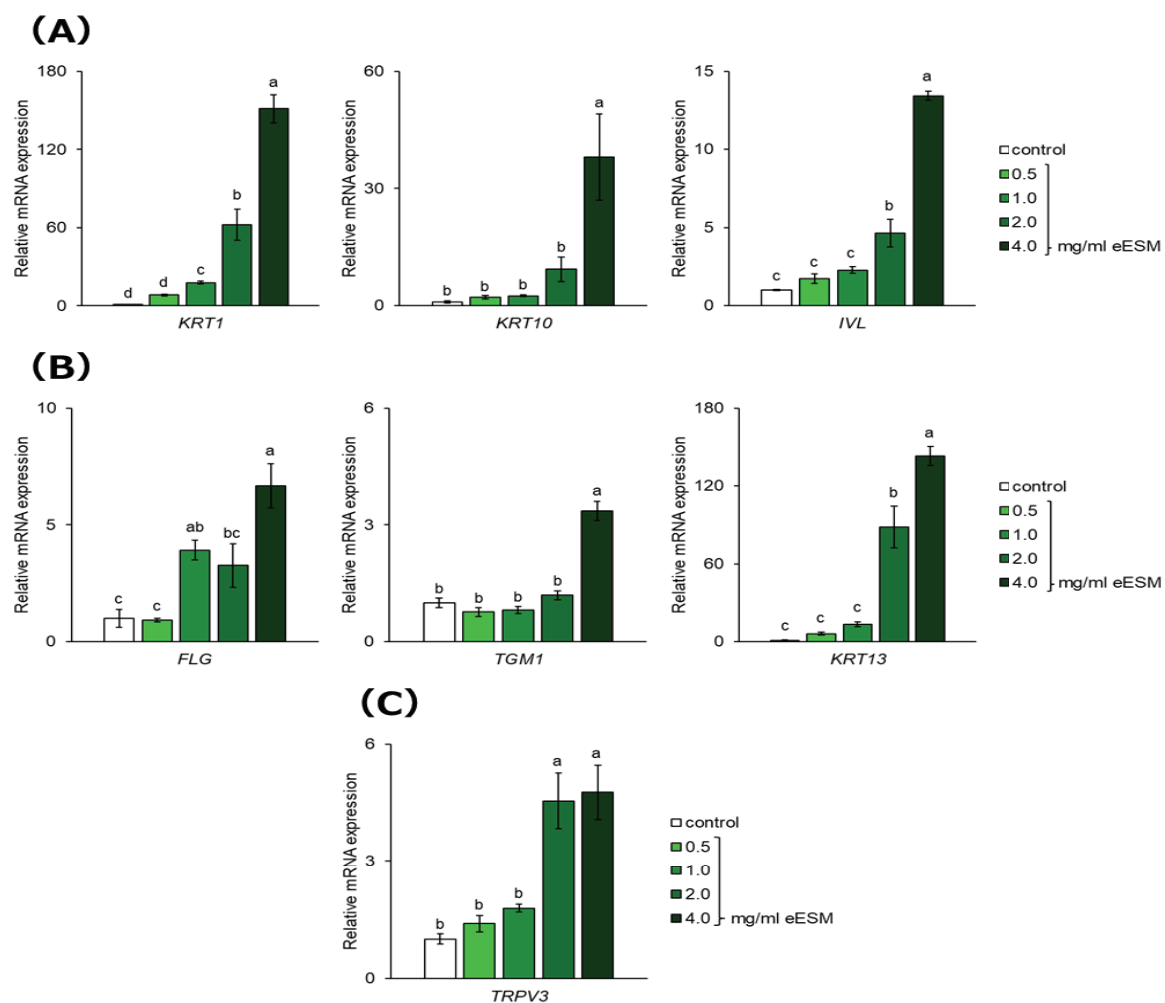 (A)
180
120
60
0
Relative mRNA expression
d
d
c
b
a
KRT1
60
30
0
Relative mRNA expression
b
b
b
b
a
KRT10
15
10
5
0
Relative mRNA expression
c
c
c
b
a
IVL
control
0.5
1.0
2.0
4.0 mg/ml eESM
(B)
10
5
0
Relative mRNA expression
c
c
ab
bc
a
FLG
6
3
0
Relative mRNA expression
b
b
b
b
a
TGM1
180
120
60
0
Relative mRNA expression
c
c
c
b
a
KRT13
control
0.5
1.0
2.0
4.0 mg/ml eESM
(C)
6
3
0
Relative mRNA expression
b
b
b
a
a
TRPV3
control
0.5
1.0
2.0
4.0 mg/ml eESM